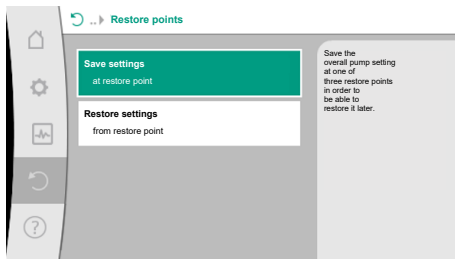 .. Restore points
Save settings
at restore point
Restore settings
from restore point
Save the
overall pump setting
at one of
three restore points
in order to
be able to
restore it later.
?